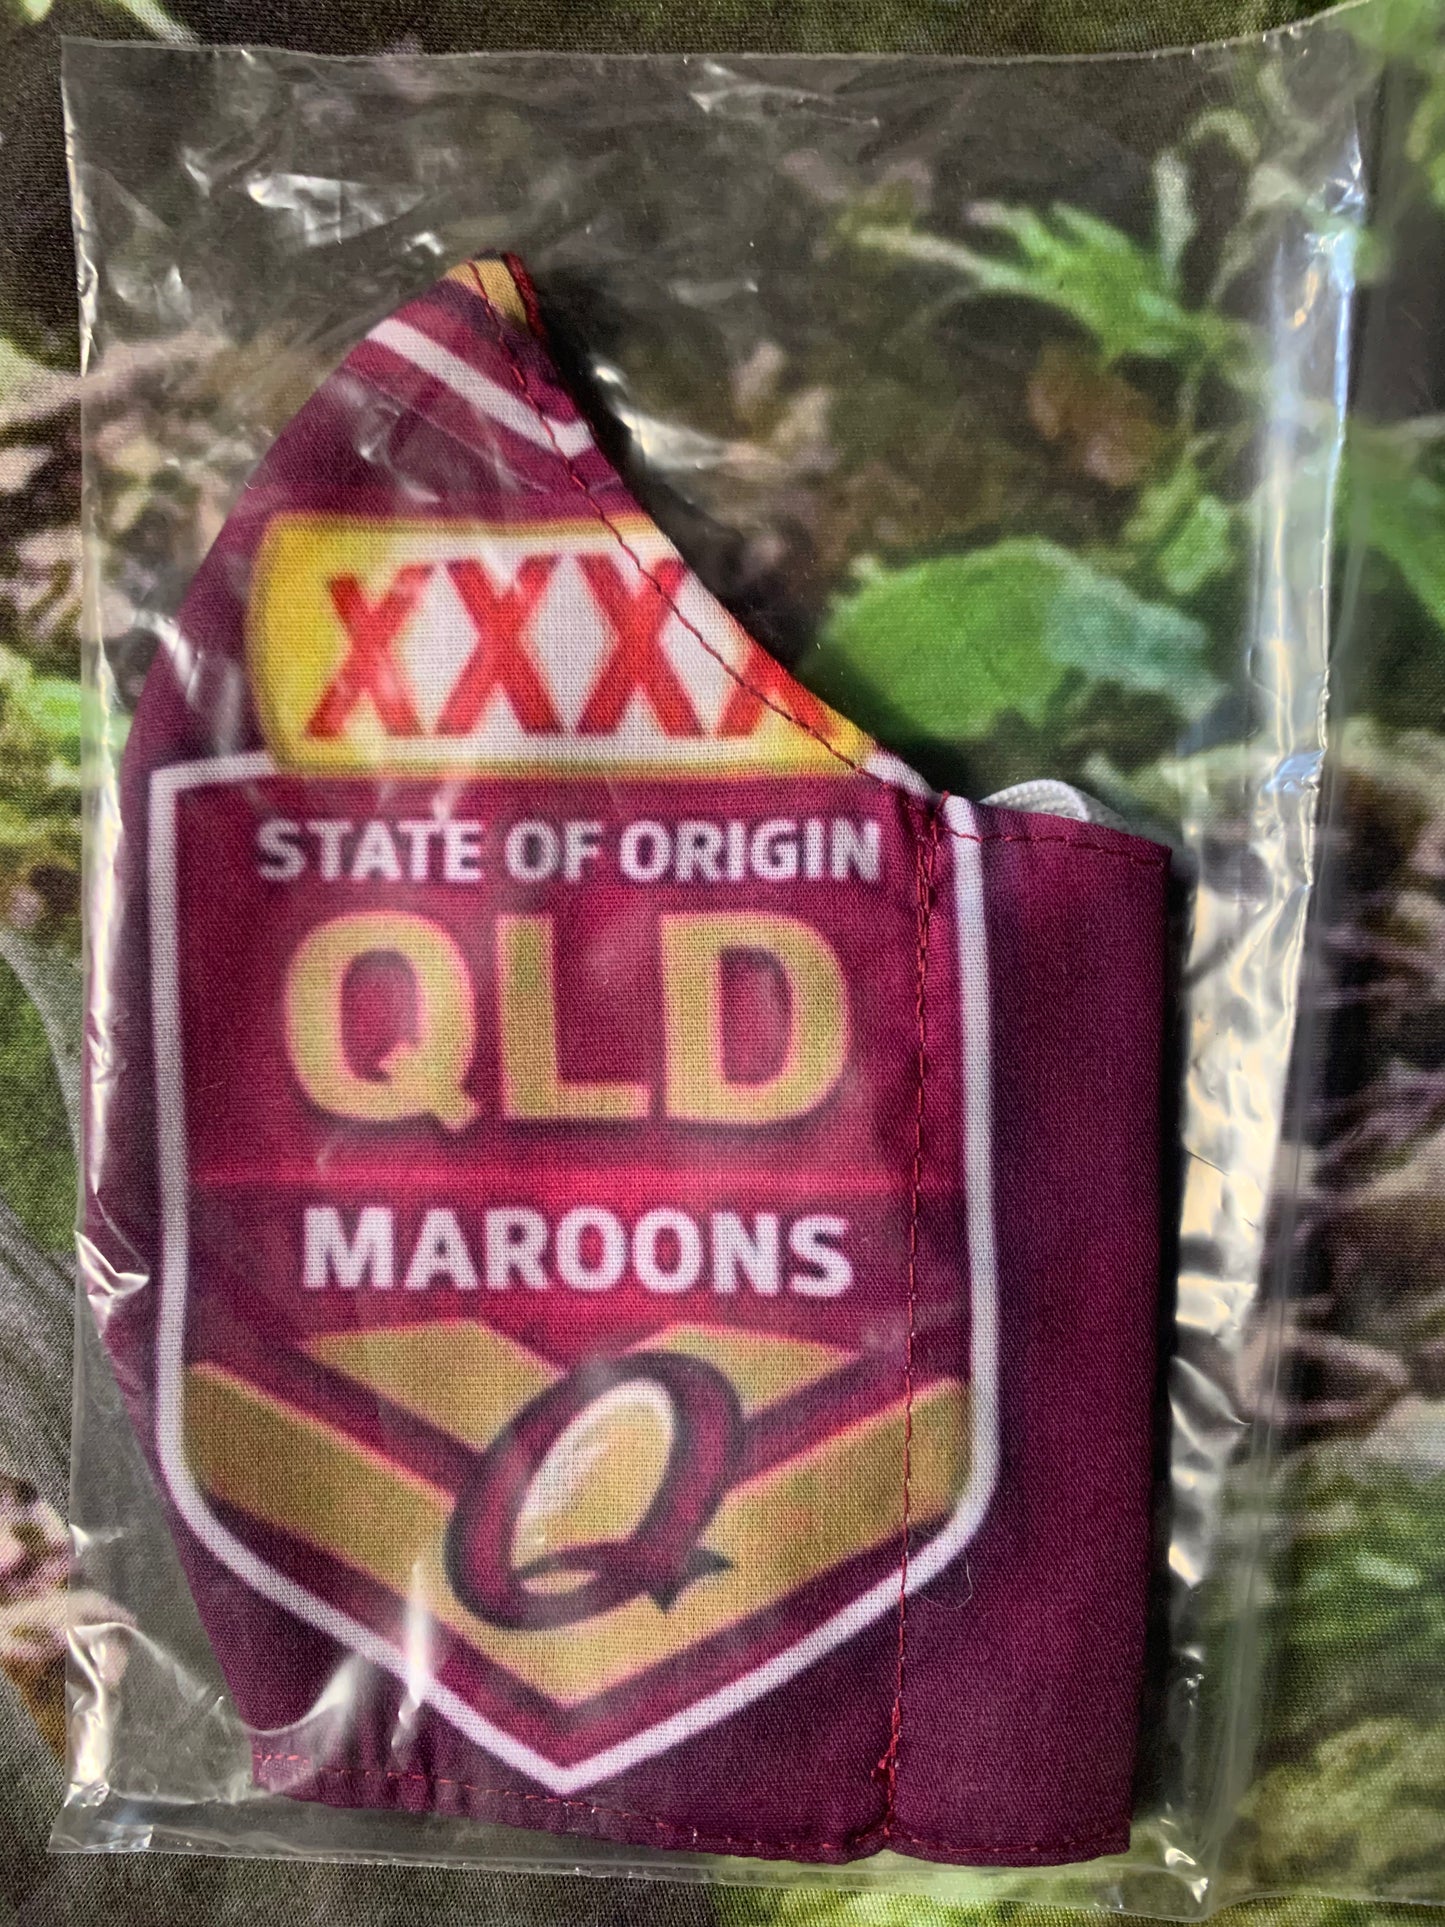 XXXX
STATE OF ORIGIN
QLD
MAROONS
Q